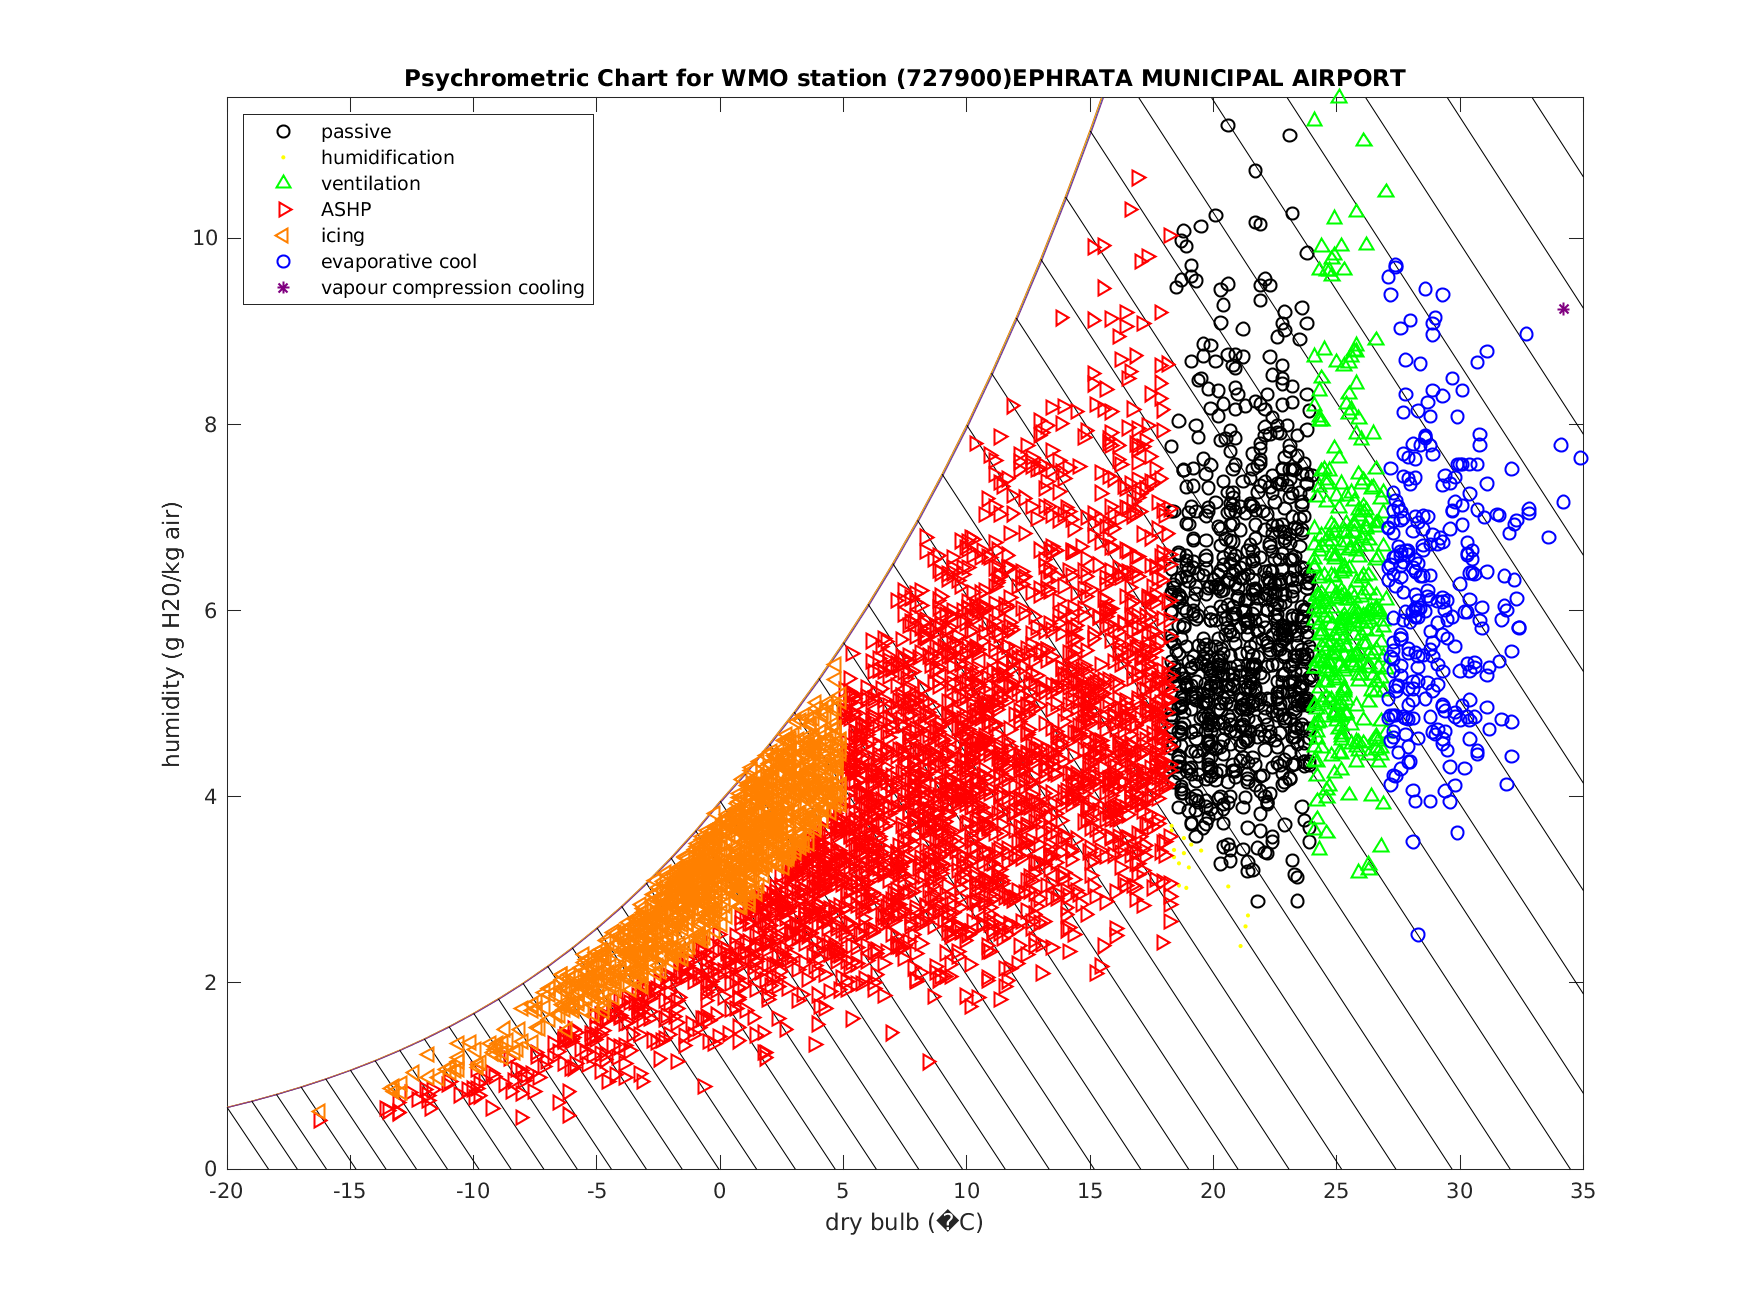 Psychrometric Chart for WMO station (727900)EPHRATA MUNICIPAL AIRPORT
passive
humidification
ventilation
ASHP
icing
evaporative cool
vapour compression cooling
humidity (g H20/kg air)
10
8
6
4
2
0
-20 -15 -10 -5 0 5 10 15 20 25 30 35
dry bulb (�C)